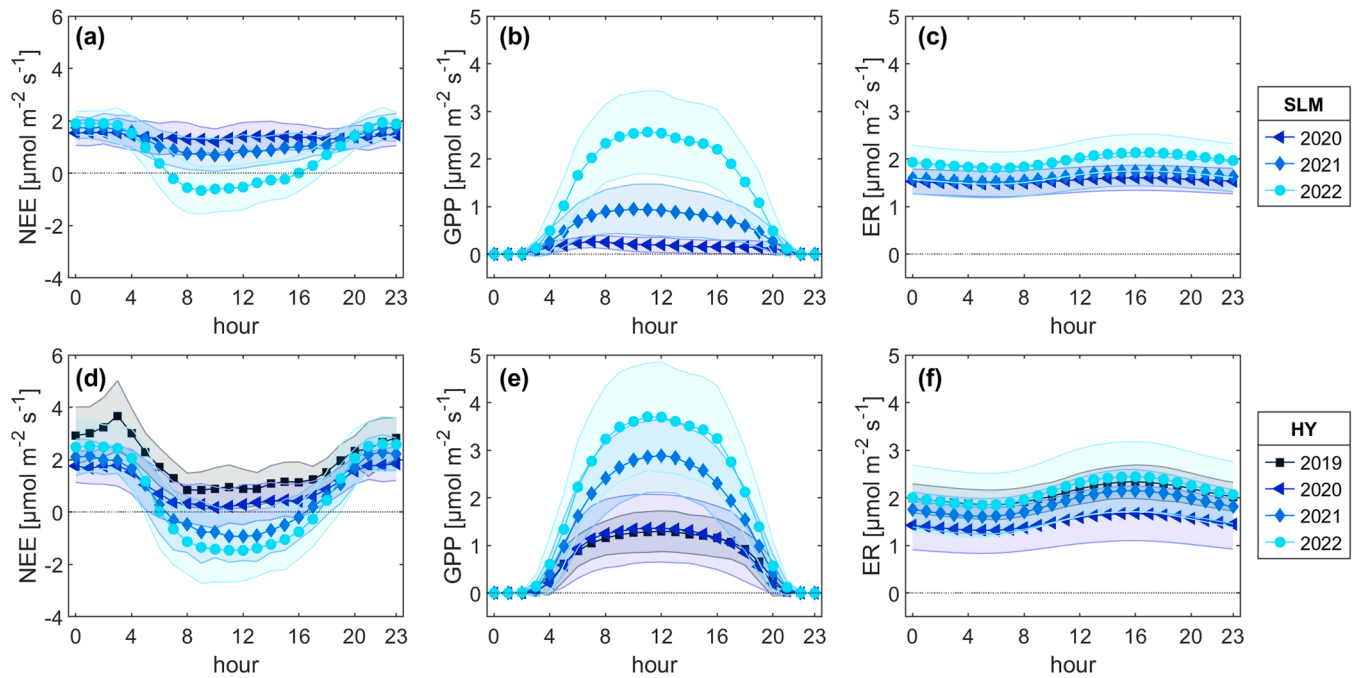 (a)
NEE [µmol m⁻² s⁻¹]
6
4
2
0
-2
-4
0 4 8 12 16 20 23
hour
(b)
GPP [µmol m⁻² s⁻¹]
5
4
3
2
1
0
0 4 8 12 16 20 23
hour
(c)
ER [µmol m⁻² s⁻¹]
5
4
3
2
1
0
0 4 8 12 16 20 23
hour
SLM
2020
2021
2022
(d)
NEE [µmol m⁻² s⁻¹]
6
4
2
0
-2
-4
0 4 8 12 16 20 23
hour
(e)
GPP [µmol m⁻² s⁻¹]
5
4
3
2
1
0
0 4 8 12 16 20 23
hour
(f)
ER [µmol m⁻² s⁻¹]
5
4
3
2
1
0
0 4 8 12 16 20 23
hour
HY
2019
2020
2021
2022